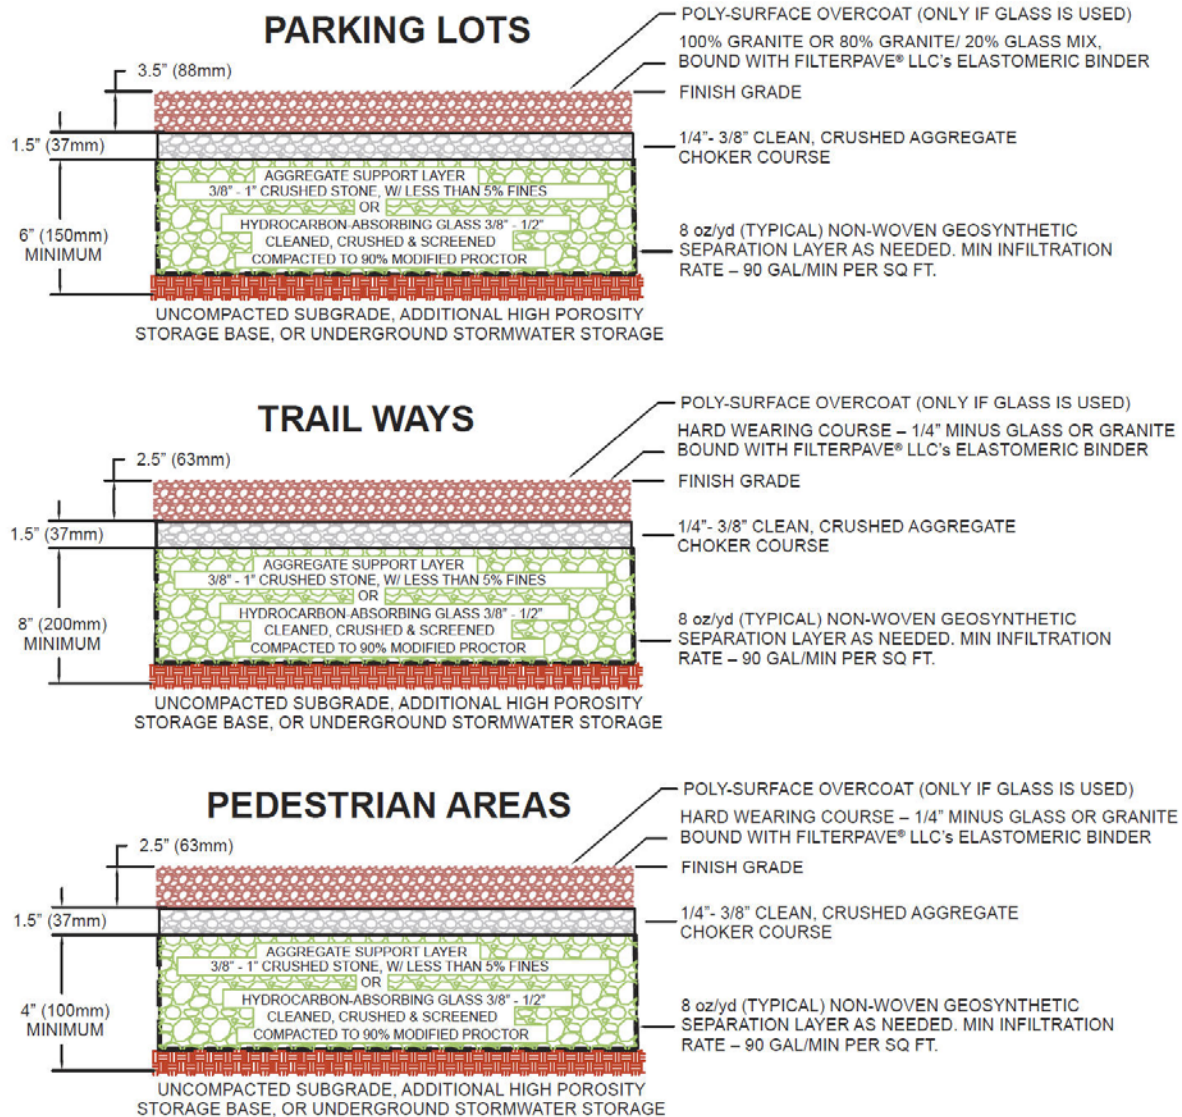 PARKING LOTS
POLY-SURFACE OVERCOAT (ONLY IF GLASS IS USED)
100% GRANITE OR 80% GRANITE/ 20% GLASS MIX,
BOUND WITH FILTERPAVE® LLC's ELASTOMERIC BINDER
FINISH GRADE
3.5" (88mm)
1.5" (37mm)
1/4"- 3/8" CLEAN, CRUSHED AGGREGATE
CHOKER COURSE
AGGREGATE SUPPORT LAYER
3/8" - 1" CRUSHED STONE, W/ LESS THAN 5% FINES
OR
HYDROCARBON-ABSORBING GLASS 3/8" - 1/2"
CLEANED, CRUSHED & SCREENED
COMPACTED TO 90% MODIFIED PROCTOR
6" (150mm)
MINIMUM
8 oz/yd (TYPICAL) NON-WOVEN GEOSYNTHETIC
SEPARATION LAYER AS NEEDED. MIN INFILTRATION
RATE – 90 GAL/MIN PER SQ FT.
UNCOMPACTED SUBGRADE, ADDITIONAL HIGH POROSITY
STORAGE BASE, OR UNDERGROUND STORMWATER STORAGE
TRAIL WAYS
POLY-SURFACE OVERCOAT (ONLY IF GLASS IS USED)
HARD WEARING COURSE – 1/4" MINUS GLASS OR GRANITE
BOUND WITH FILTERPAVE® LLC's ELASTOMERIC BINDER
FINISH GRADE
2.5" (63mm)
1.5" (37mm)
1/4"- 3/8" CLEAN, CRUSHED AGGREGATE
CHOKER COURSE
AGGREGATE SUPPORT LAYER
3/8" - 1" CRUSHED STONE, W/ LESS THAN 5% FINES
OR
HYDROCARBON-ABSORBING GLASS 3/8" - 1/2"
CLEANED, CRUSHED & SCREENED
COMPACTED TO 90% MODIFIED PROCTOR
8" (200mm)
MINIMUM
8 oz/yd (TYPICAL) NON-WOVEN GEOSYNTHETIC
SEPARATION LAYER AS NEEDED. MIN INFILTRATION
RATE – 90 GAL/MIN PER SQ FT.
UNCOMPACTED SUBGRADE, ADDITIONAL HIGH POROSITY
STORAGE BASE, OR UNDERGROUND STORMWATER STORAGE
PEDESTRIAN AREAS
POLY-SURFACE OVERCOAT (ONLY IF GLASS IS USED)
HARD WEARING COURSE – 1/4" MINUS GLASS OR GRANITE
BOUND WITH FILTERPAVE® LLC's ELASTOMERIC BINDER
FINISH GRADE
2.5" (63mm)
1.5" (37mm)
1/4"- 3/8" CLEAN, CRUSHED AGGREGATE
CHOKER COURSE
AGGREGATE SUPPORT LAYER
3/8" - 1" CRUSHED STONE, W/ LESS THAN 5% FINES
OR
HYDROCARBON-ABSORBING GLASS 3/8" - 1/2"
CLEANED, CRUSHED & SCREENED
COMPACTED TO 90% MODIFIED PROCTOR
4" (100mm)
MINIMUM
8 oz/yd (TYPICAL) NON-WOVEN GEOSYNTHETIC
SEPARATION LAYER AS NEEDED. MIN INFILTRATION
RATE – 90 GAL/MIN PER SQ FT.
UNCOMPACTED SUBGRADE, ADDITIONAL HIGH POROSITY
STORAGE BASE, OR UNDERGROUND STORMWATER STORAGE